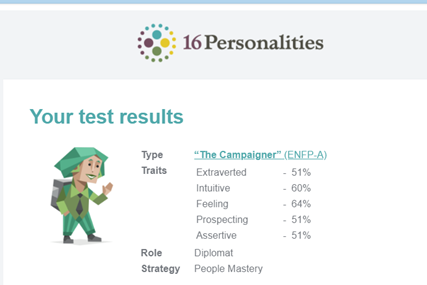 16Personalities
Your test results
Type “The Campaigner” (ENFP-A)
Traits Extraverted - 51%
Intuitive - 60%
Feeling - 64%
Prospecting - 51%
Assertive - 51%
Role Diplomat
Strategy People Mastery